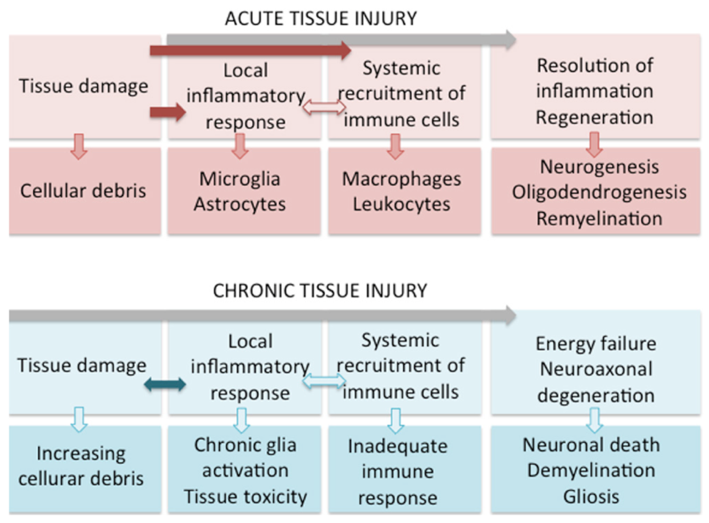 ACUTE TISSUE INJURY
Tissue damage
Local
inflammatory
response
Systemic
recruitment of
immune cells
Resolution of
inflammation
Regeneration
Cellular debris
Microglia
Astrocytes
Macrophages
Leukocytes
Neurogenesis
Oligodendrogenesis
Remyelination
CHRONIC TISSUE INJURY
Tissue damage
Local
inflammatory
response
Systemic
recruitment of
immune cells
Energy failure
Neuroaxonal
degeneration
Increasing
cellurar debris
Chronic glia
activation
Tissue toxicity
Inadequate
immune
response
Neuronal death
Demyelination
Gliosis